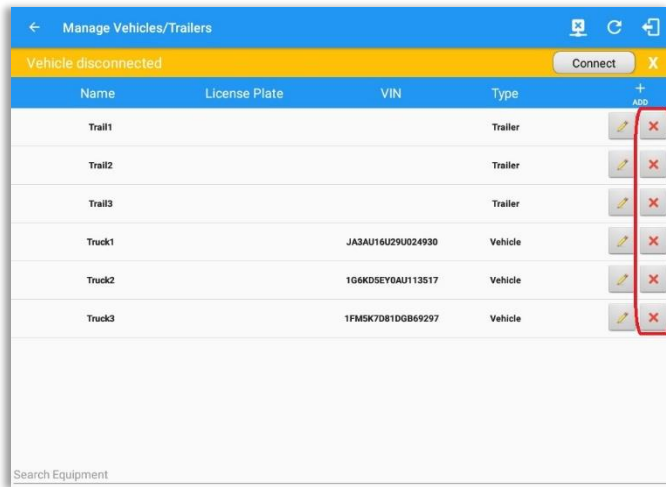 Manage Vehicles/Trailers
Vehicle disconnected Connect X
Name License Plate VIN Type + ADD
Trail1 Trailer
Trail2 Trailer
Trail3 Trailer
Truck1 JA3AU16U29U024930 Vehicle
Truck2 1G6KD5EY0AU113517 Vehicle
Truck3 1FM5K7D81DGB69297 Vehicle
Search Equipment